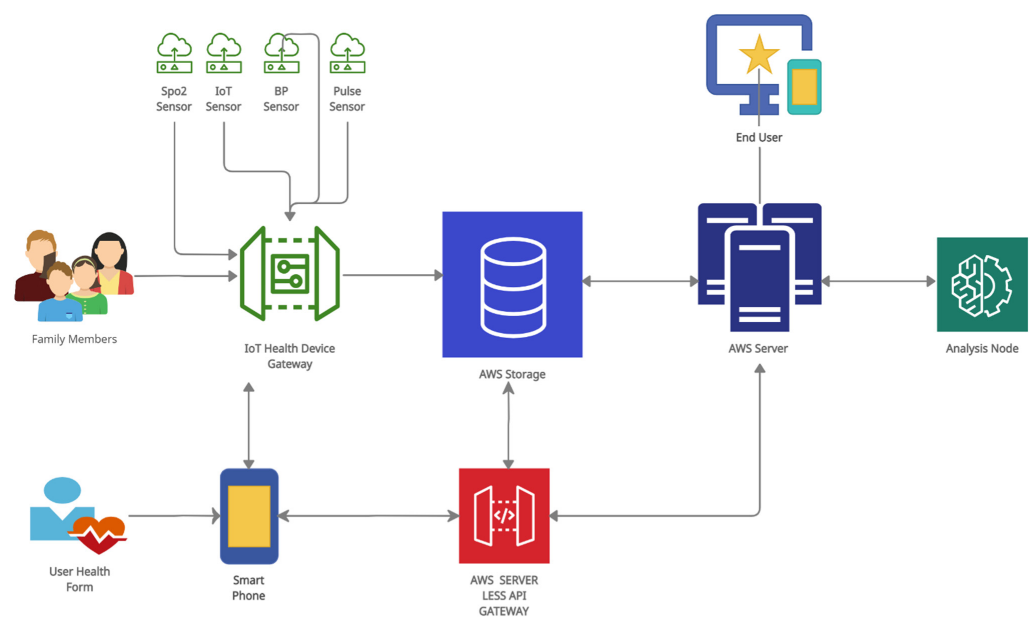 Spo2
Sensor
IoT
Sensor
BP
Sensor
Pulse
Sensor
End User
Family Members
IoT Health Device
Gateway
AWS Storage
AWS Server
Analysis Node
User Health
Form
Smart
Phone
</>
AWS SERVER
LESS API
GATEWAY